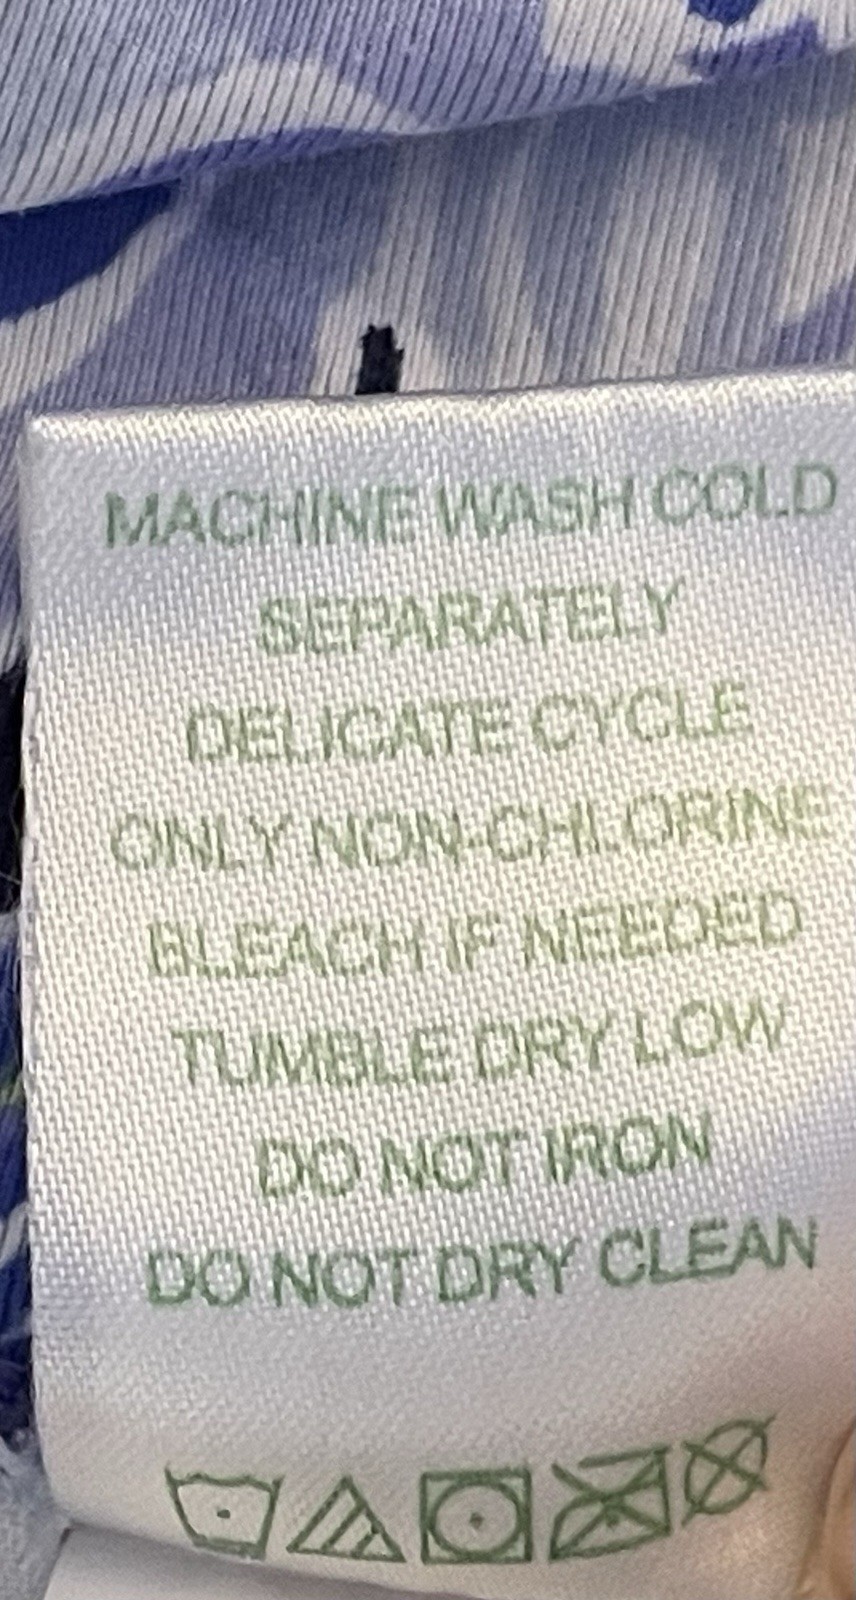 MACHINE WASH COLD
SEPARATELY
DELICATE CYCLE
ONLY NON-CHLORINE
BLEACH IF NEEDED
TUMBLE DRY LOW
DO NOT IRON
DO NOT DRY CLEAN